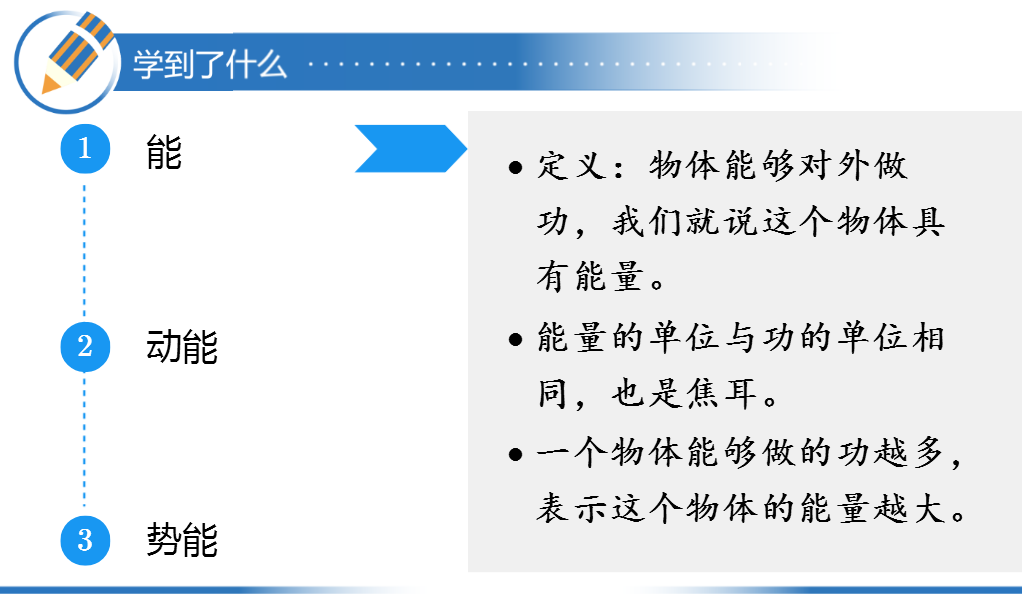 学到了什么
1 能
定义：物体能够对外做
功，我们就说这个物体具
有能量。
能量的单位与功的单位相
同，也是焦耳。
一个物体能够做的功越多，
表示这个物体的能量越大。
2 动能
3 势能